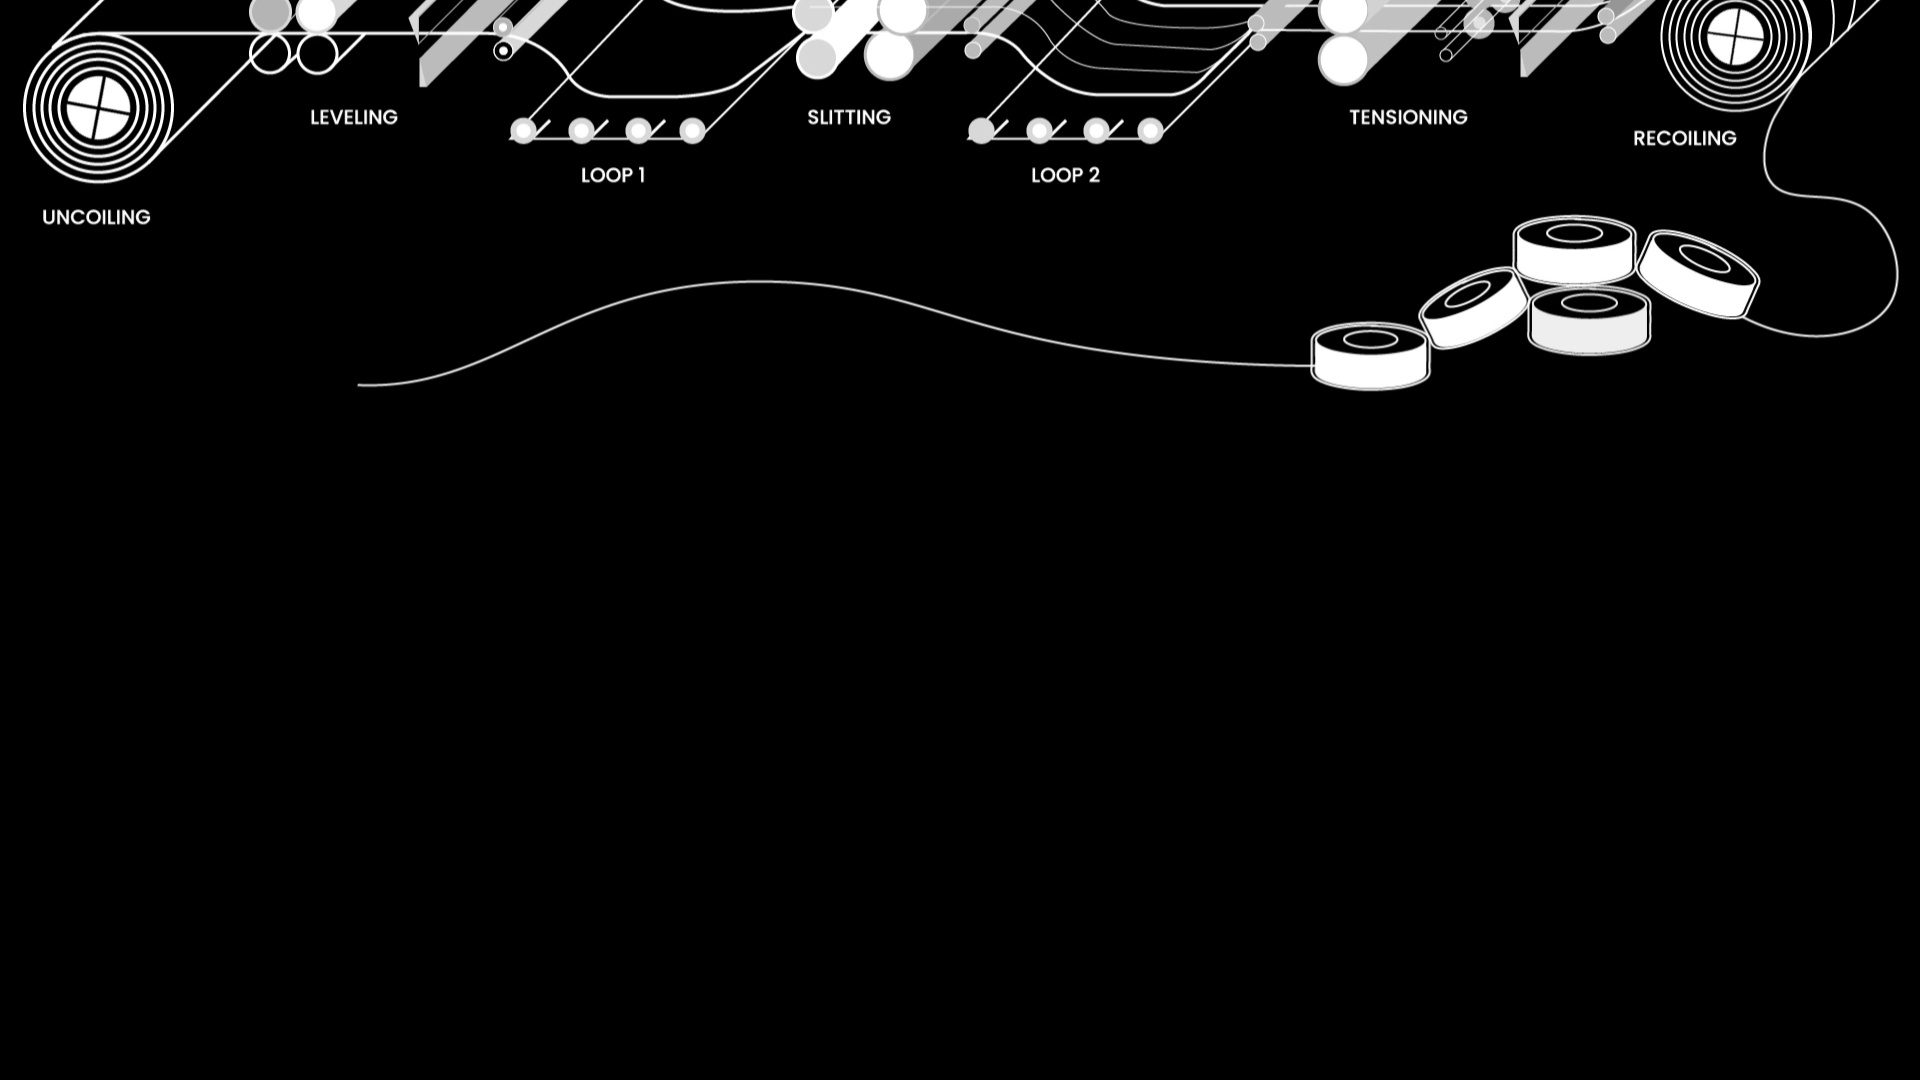 LEVELING
SLITTING
TENSIONING
RECOILING
LOOP 1
LOOP 2
UNCOILING